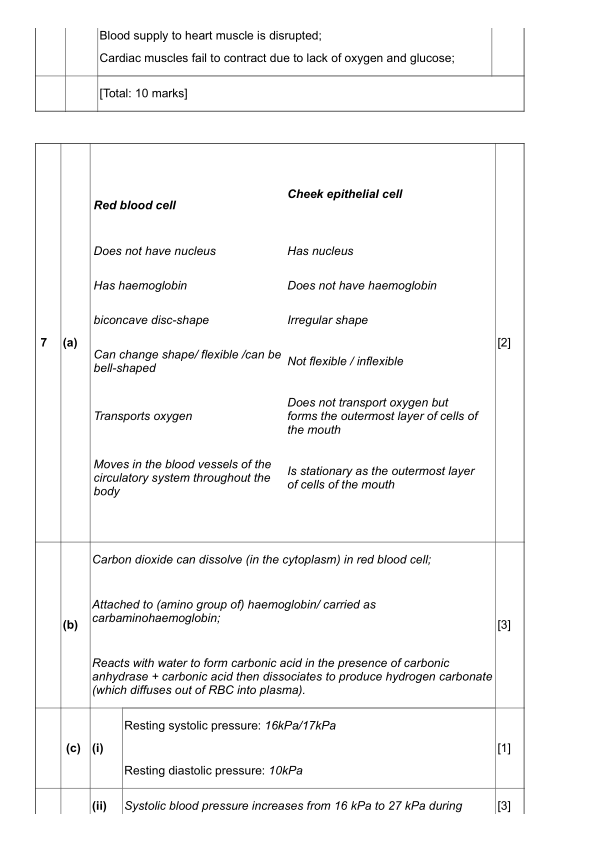 Blood supply to heart muscle is disrupted;
Cardiac muscles fail to contract due to lack of oxygen and glucose;
[Total: 10 marks]
7 (a)
Red blood cell
Cheek epithelial cell
Does not have nucleus
Has nucleus
Has haemoglobin
Does not have haemoglobin
biconcave disc-shape
Irregular shape
Can change shape/ flexible /can be
bell-shaped
Not flexible / inflexible
Transports oxygen
Does not transport oxygen but
forms the outermost layer of cells of
the mouth
Moves in the blood vessels of the
circulatory system throughout the
body
Is stationary as the outermost layer
of cells of the mouth
[2]
(b)
Carbon dioxide can dissolve (in the cytoplasm) in red blood cell;
Attached to (amino group of) haemoglobin/ carried as
carbaminohaemoglobin;
Reacts with water to form carbonic acid in the presence of carbonic
anhydrase + carbonic acid then dissociates to produce hydrogen carbonate
(which diffuses out of RBC into plasma).
[3]
(c) (i)
Resting systolic pressure: 16kPa/17kPa
Resting diastolic pressure: 10kPa
[1]
(ii) Systolic blood pressure increases from 16 kPa to 27 kPa during [3]